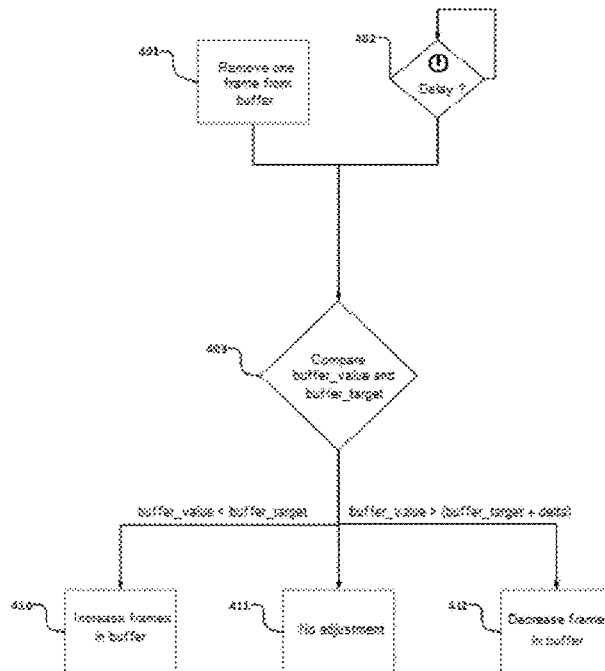 401
Remove one
frame from
buffer
402
Delay ?
403
Compare
buffer_value and
buffer_target
buffer_value < buffer_target
buffer_value > (buffer_target + delta)
410
Increase frames
in buffer
411
No adjustment
412
Decrease frames
in buffer